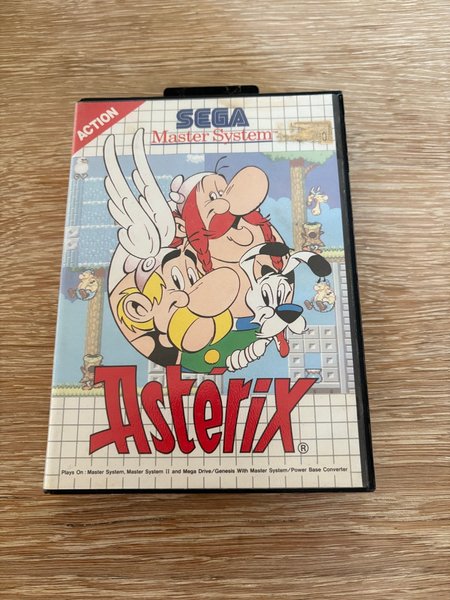 ACTION
SEGA
Master System
Asterix®
Plays On: Master System, Master System II and Mega Drive/Genesis With Master System/Power Base Converter